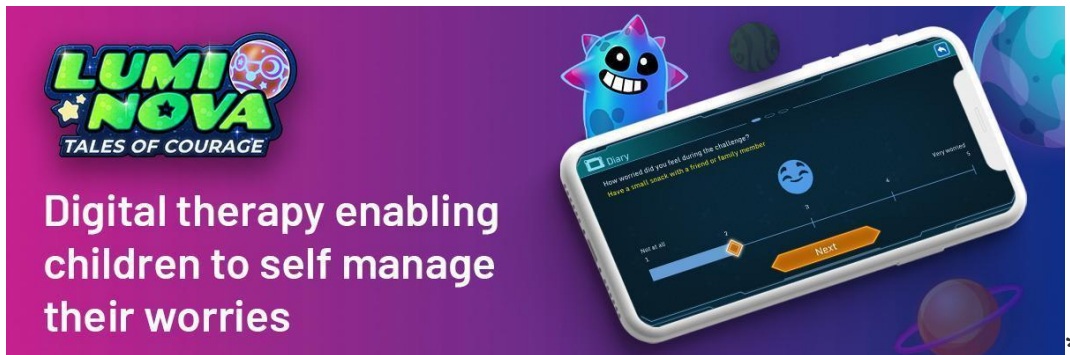 LUMI
NOVA
TALES OF COURAGE
Digital therapy enabling
children to self manage
their worries
Diary
How worried did you feel during the challenge?
Have a small snack with a friend or family member
Not at all
Very worried
1
2
3
4
5
Next